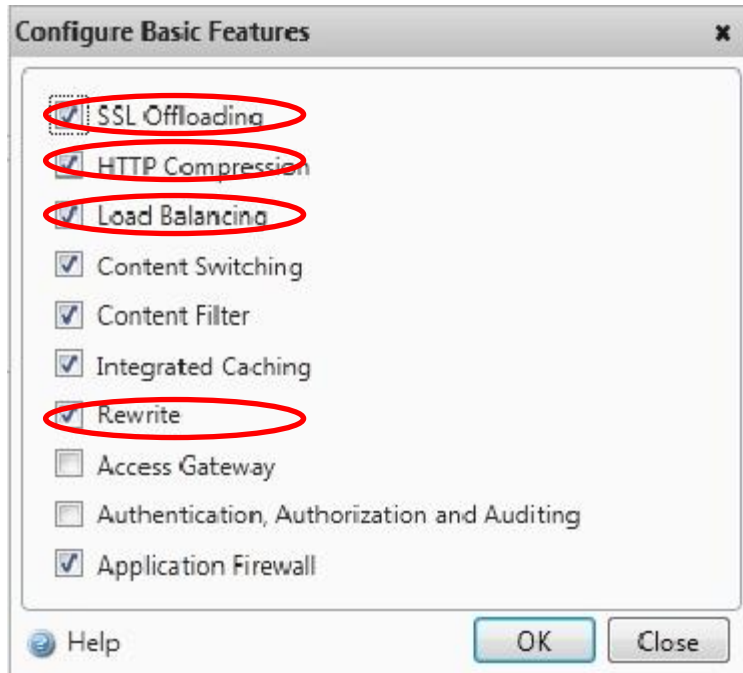 Configure Basic Features
SSL Offloading
HTTP Compression
Load Balancing
Content Switching
Content Filter
Integrated Caching
Rewrite
Access Gateway
Authentication, Authorization and Auditing
Application Firewall
Help
OK
Close